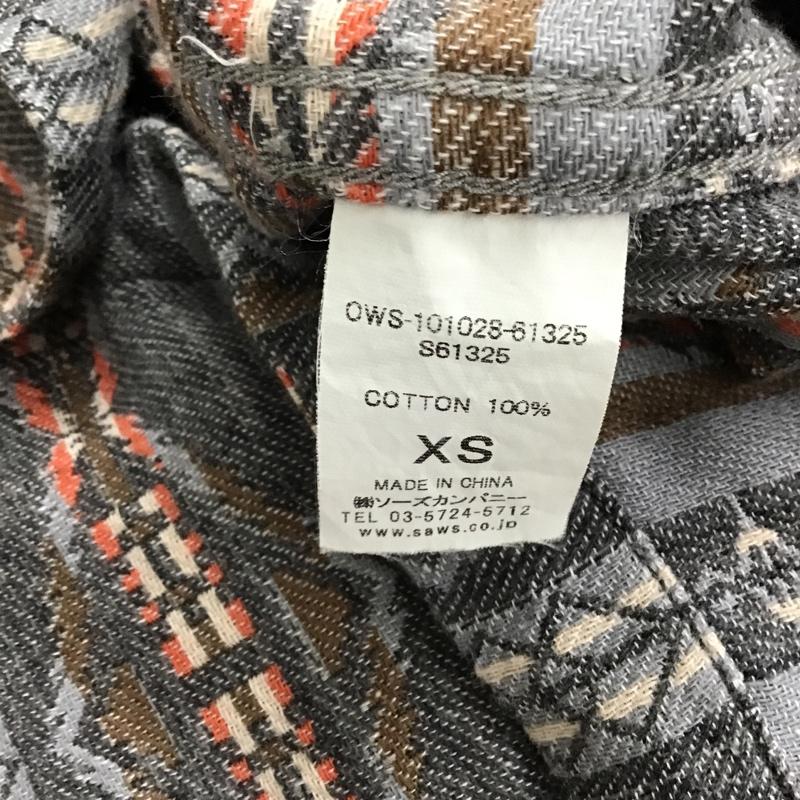 OWS-101028-61325
S61325
COTTON 100%
XS
MADE IN CHINA
㈱ソーズカンパニー
TEL 03-5724-5712
www.saws.co.jp